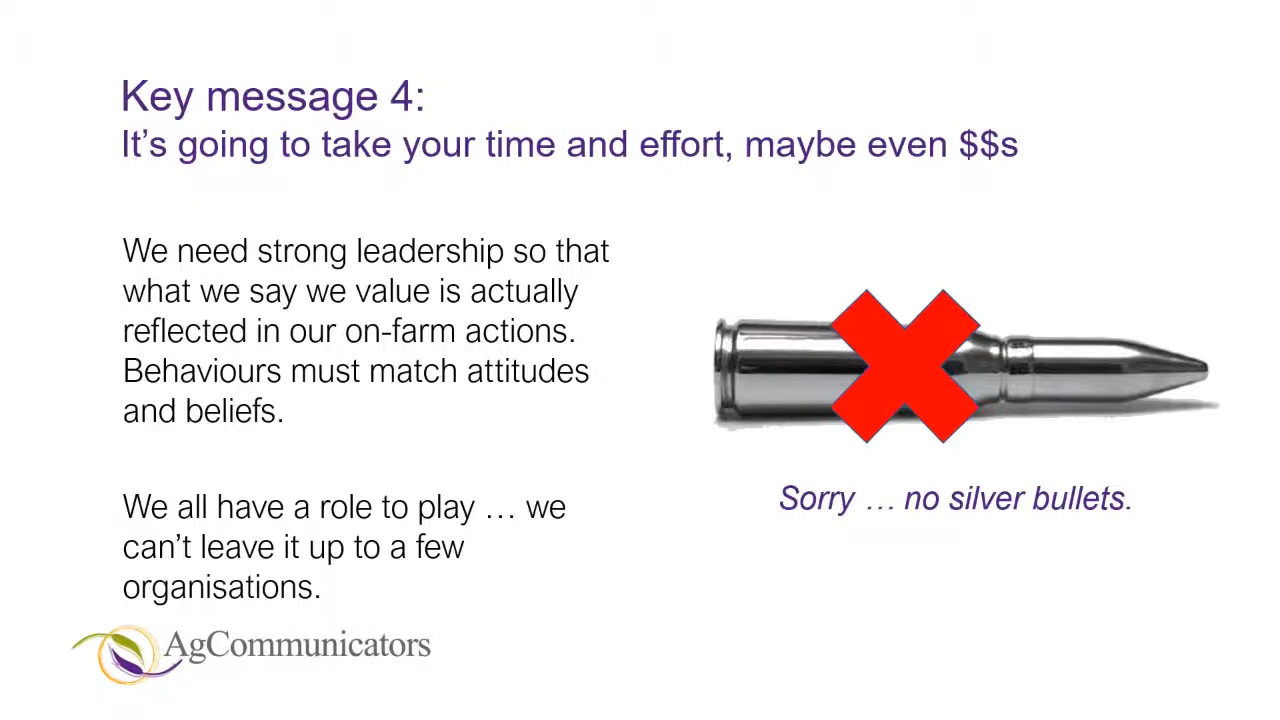 Key message 4:
It’s going to take your time and effort, maybe even $$s
We need strong leadership so that
what we say we value is actually
reflected in our on-farm actions.
Behaviours must match attitudes
and beliefs.
We all have a role to play … we
can’t leave it up to a few
organisations.
Sorry … no silver bullets.
AgCommunicators